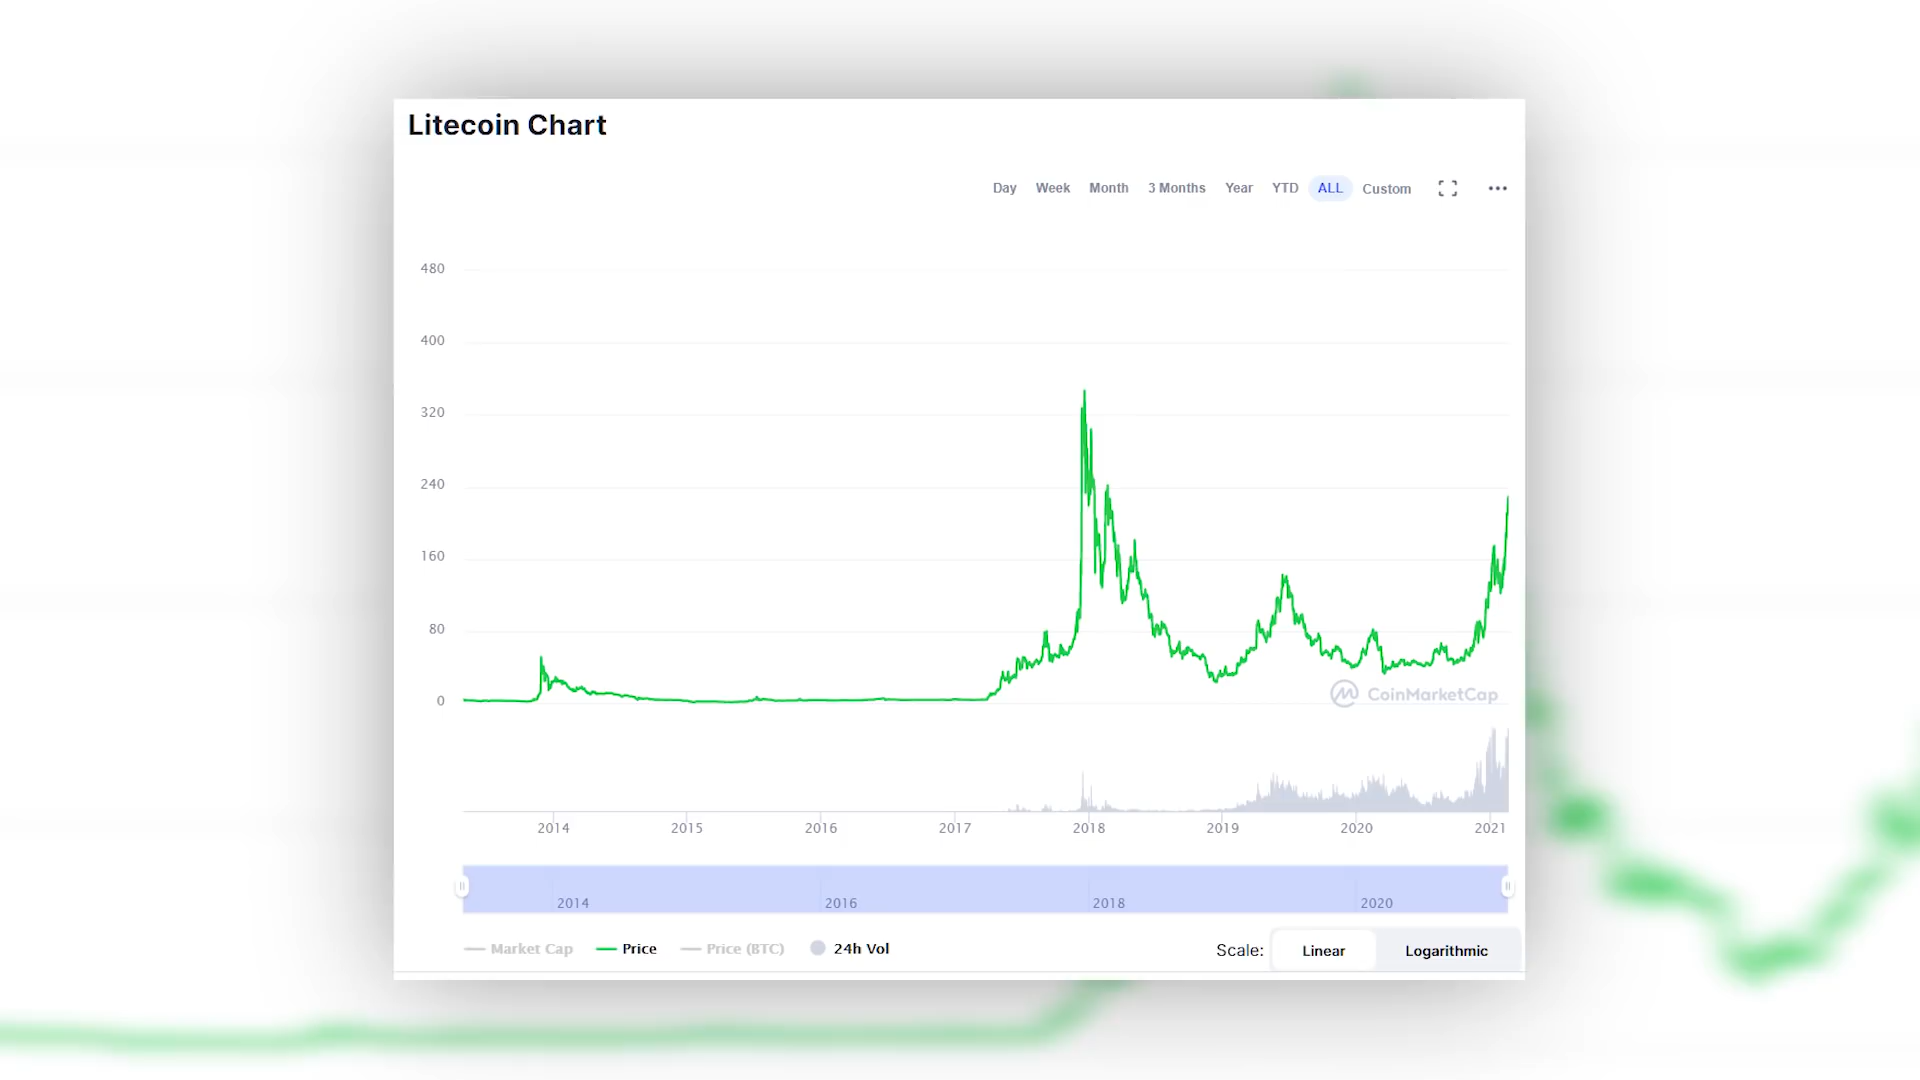 Litecoin Chart
Day Week Month 3 Months Year YTD ALL Custom
480
400
320
240
160
80
0
CoinMarketCap
2014 2015 2016 2017 2018 2019 2020 2021
2014 2016 2018 2020
Market Cap Price Price (BTC) 24h Vol Scale: Linear Logarithmic